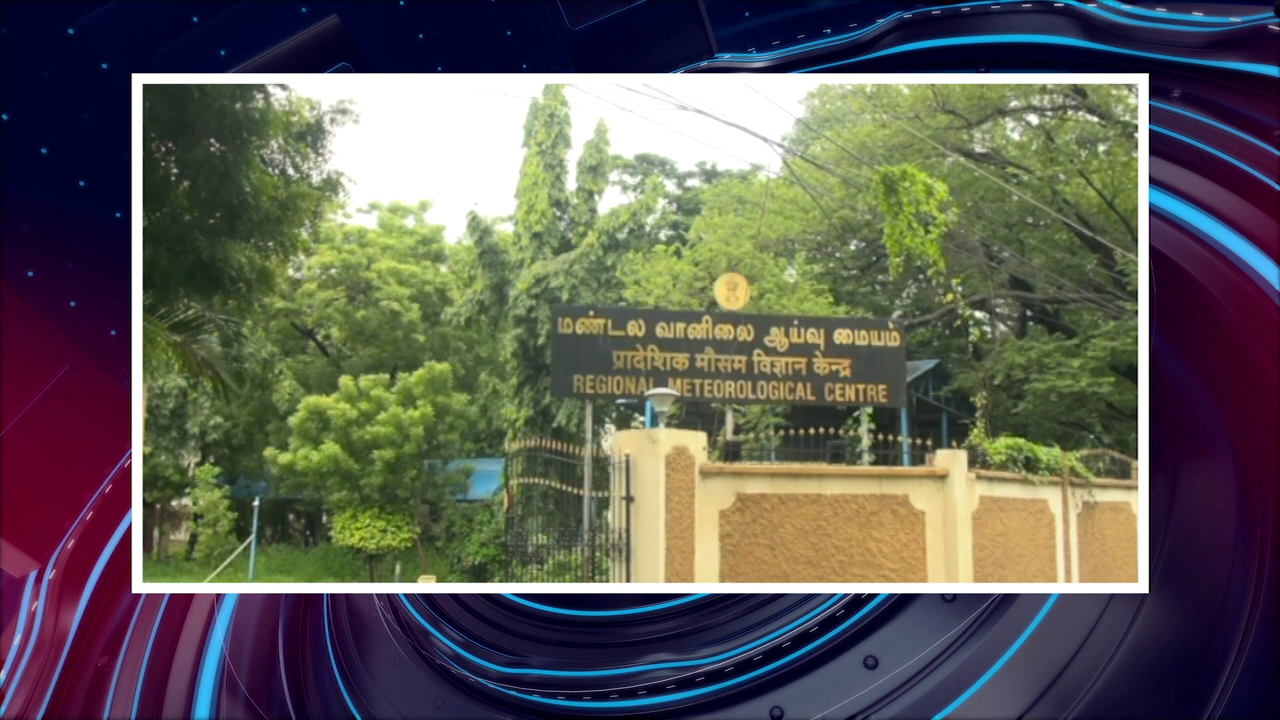 மண்டல வானிலை ஆய்வு மையம்
प्रादेशिक मौसम विज्ञान केन्द्र
REGIONAL METEOROLOGICAL CENTRE